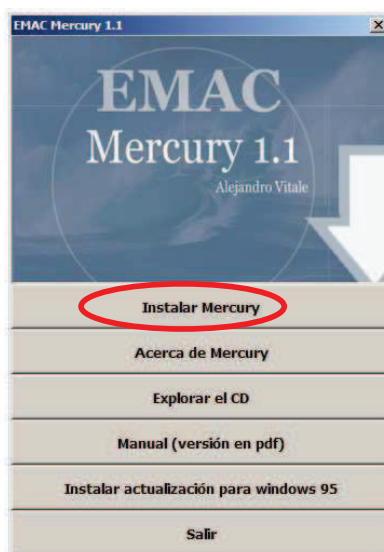 EMAC Mercury 1.1
EMAC
Mercury 1.1
Alejandro Vitale
Instalar Mercury
Acerca de Mercury
Explorar el CD
Manual (versión en pdf)
Instalar actualización para windows 95
Salir